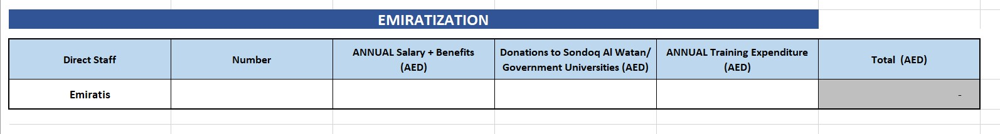 EMIRATIZATION
Direct Staff
Number
ANNUAL Salary + Benefits
(AED)
Donations to Sondoq Al Watan/
Government Universities (AED)
ANNUAL Training Expenditure
(AED)
Total (AED)
Emiratis
-